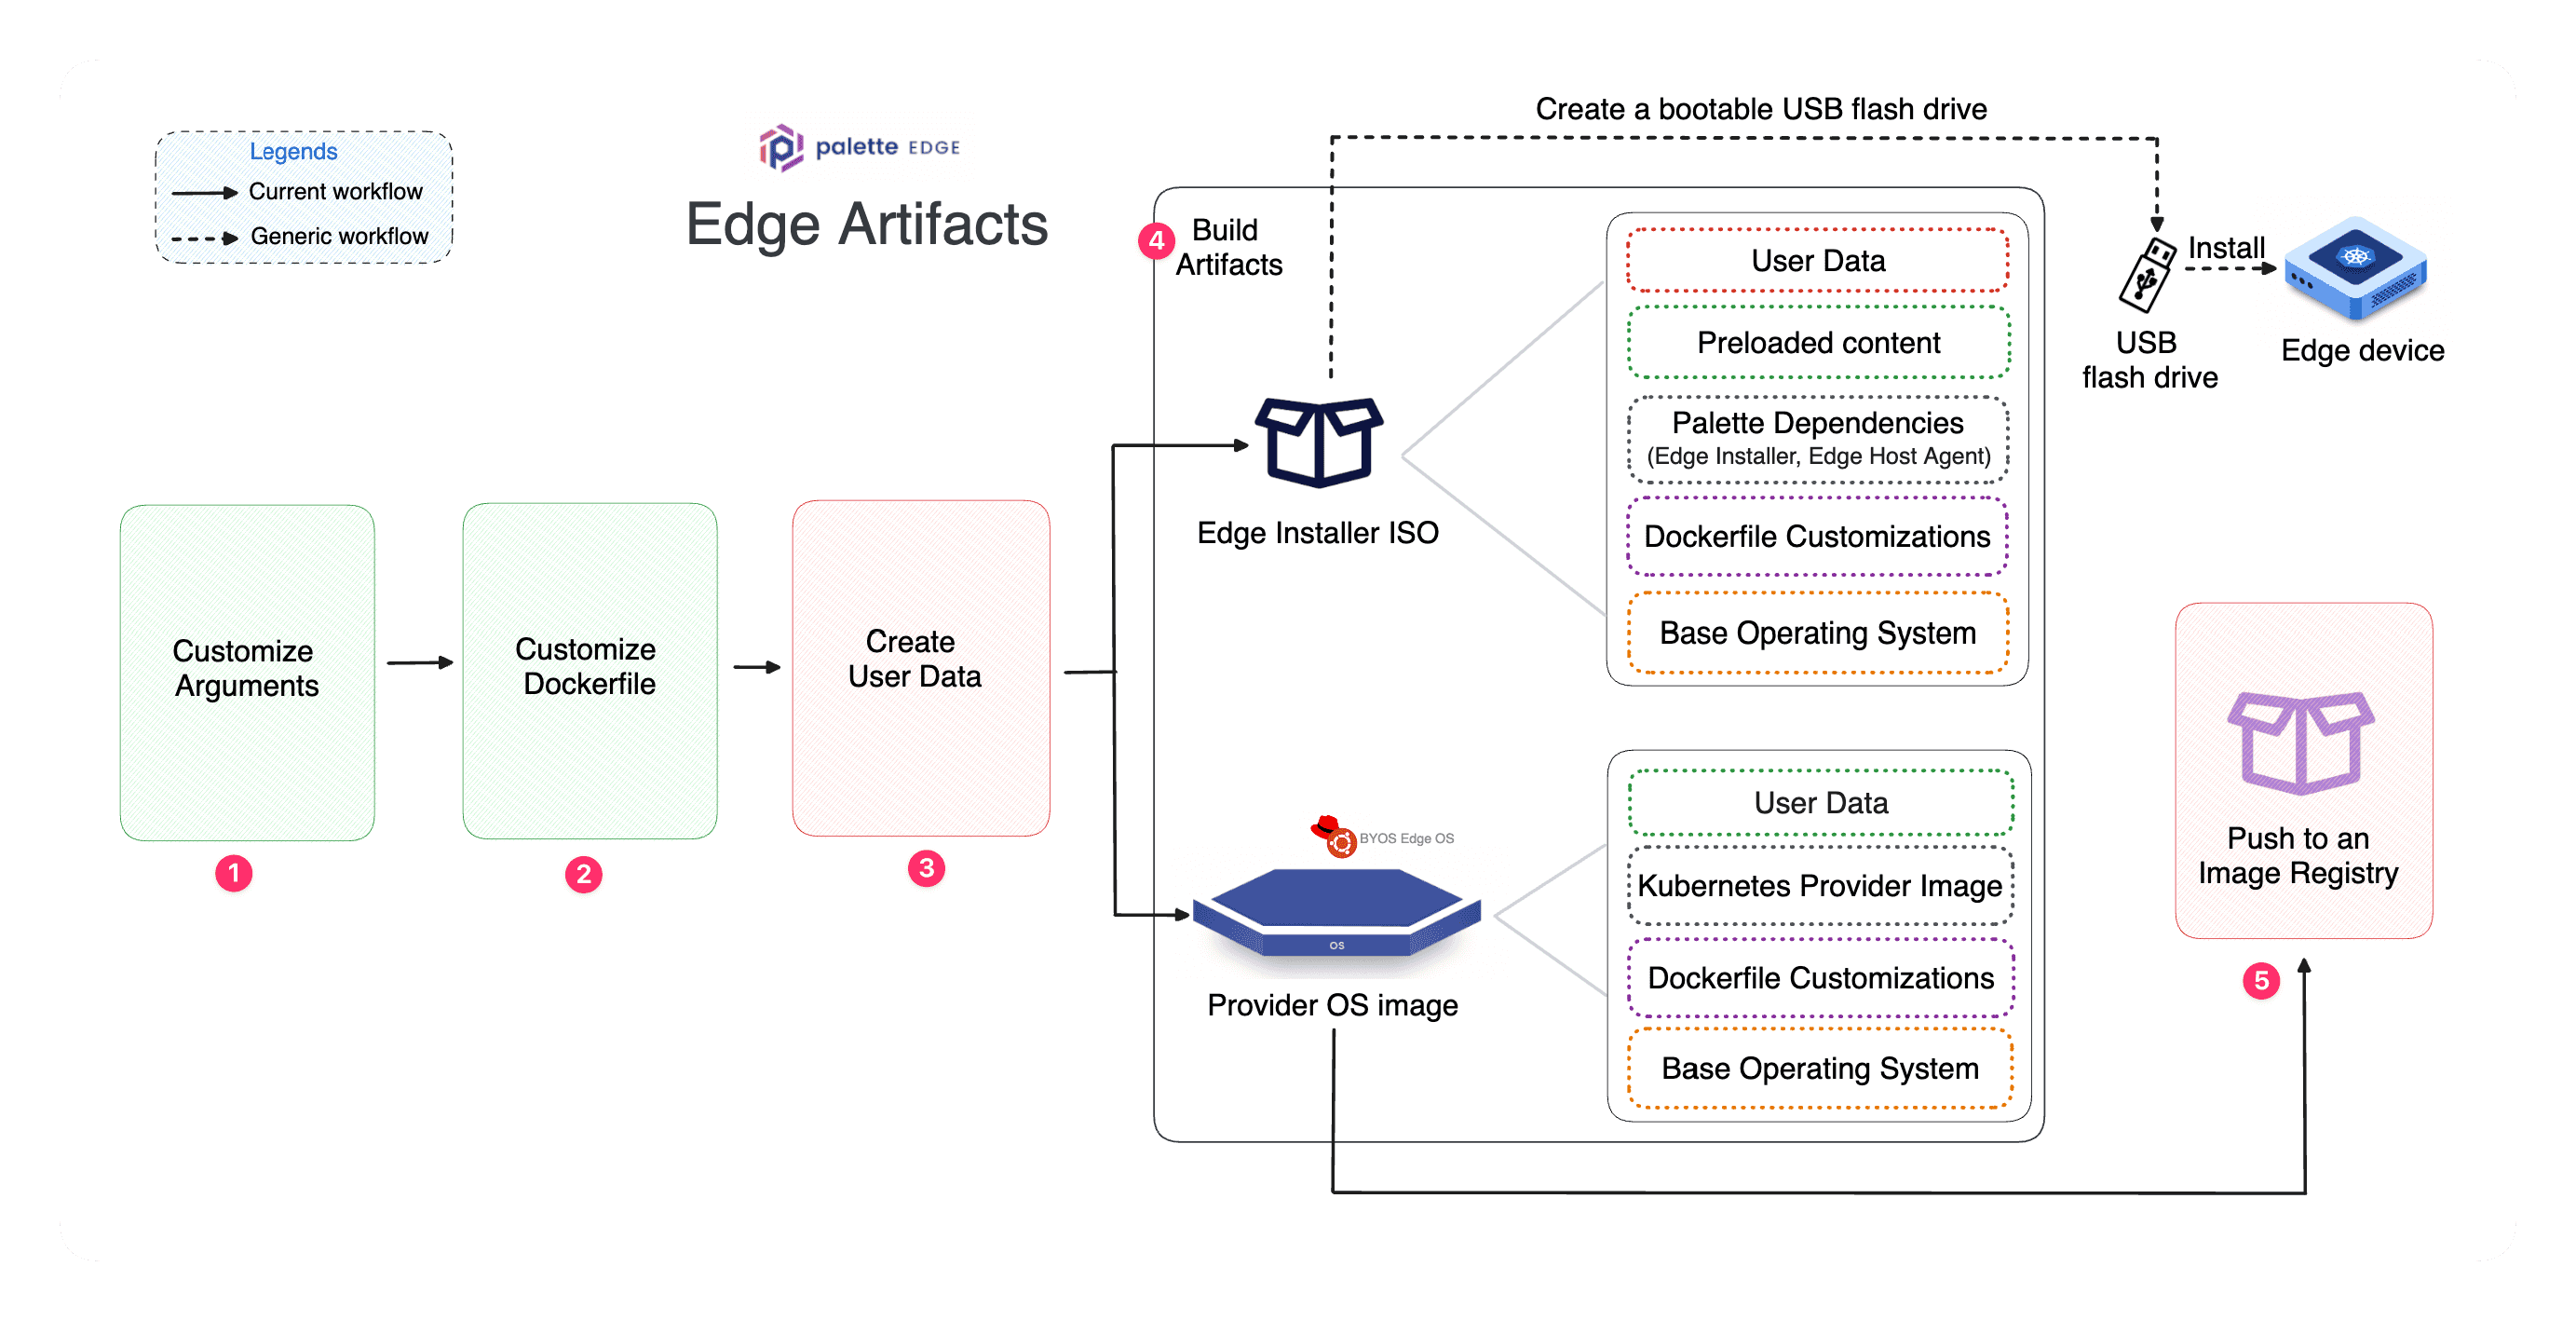 Legends
Current workflow
Generic workflow
palette EDGE
Edge Artifacts
Create a bootable USB flash drive
4
Build
Artifacts
User Data
Preloaded content
Palette Dependencies
(Edge Installer, Edge Host Agent)
Dockerfile Customizations
Base Operating System
Install
USB
flash drive
Edge device
Edge Installer ISO
Customize
Arguments
1
Customize
Dockerfile
2
Create
User Data
3
BYOS Edge OS
OS
Provider OS image
User Data
Kubernetes Provider Image
Dockerfile Customizations
Base Operating System
Push to an
Image Registry
5